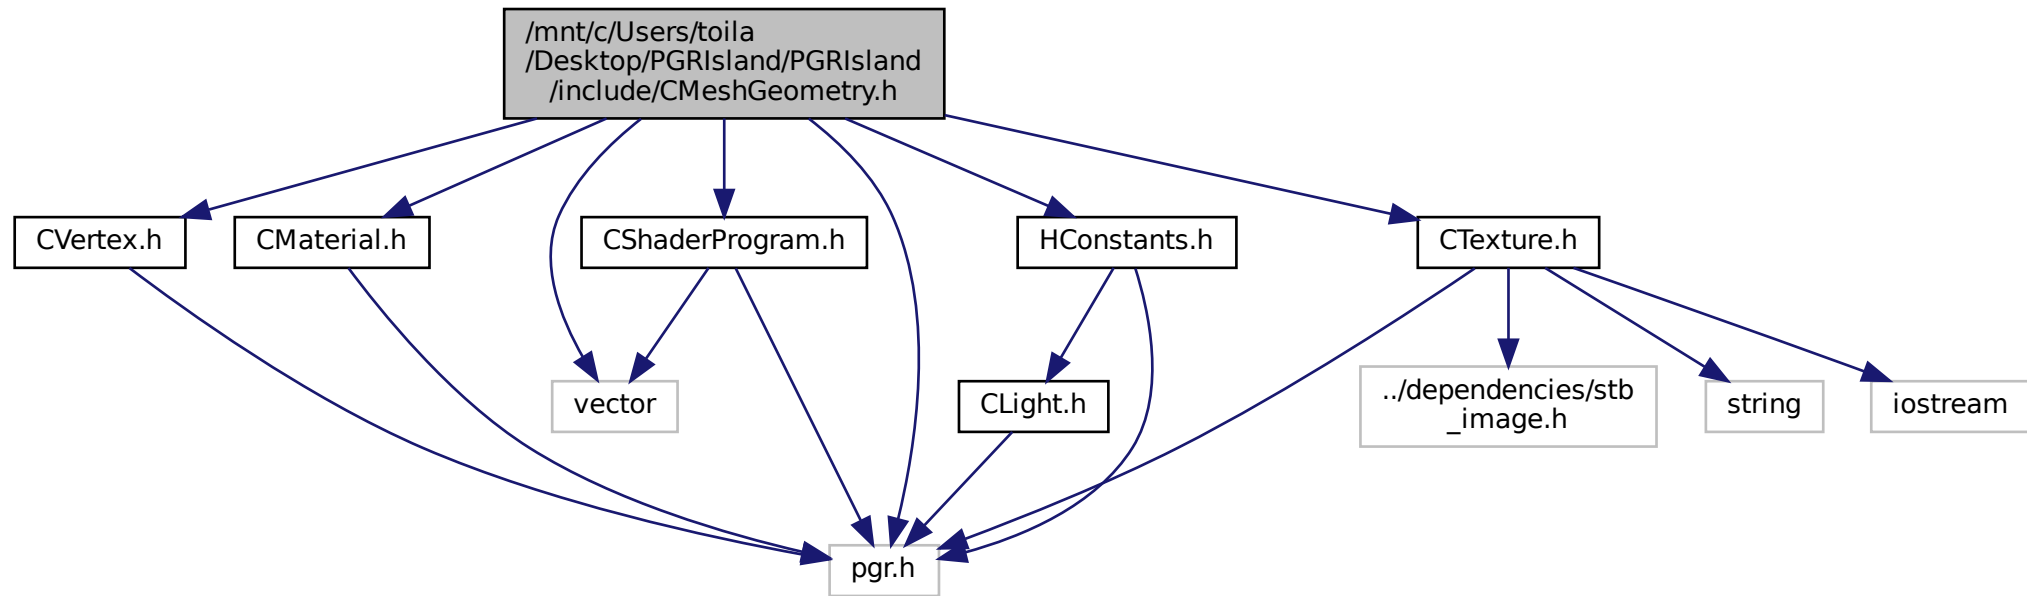 /mnt/c/Users/toila
/Desktop/PGRIsland/PGRIsland
/include/CMeshGeometry.h
CVertex.h
CMaterial.h
CShaderProgram.h
HConstants.h
CTexture.h
vector
CLight.h
../dependencies/stb
_image.h
string
iostream
pgr.h